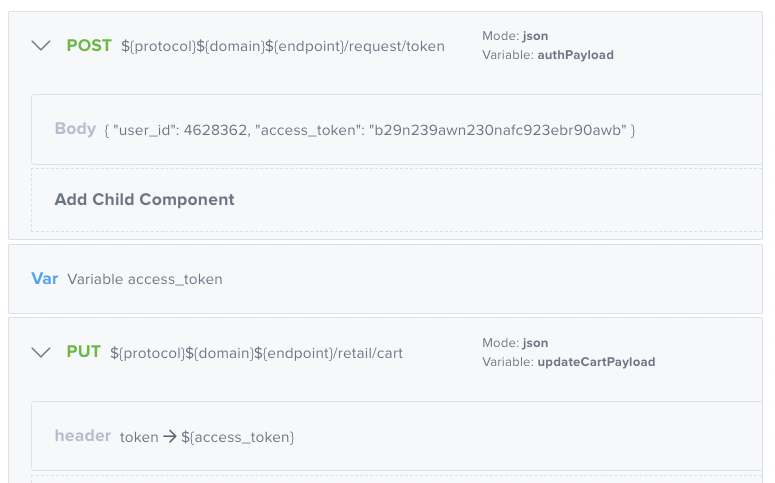 POST ${protocol}${domain}${endpoint}/request/token
Mode: json
Variable: authPayload
Body { "user_id": 4628362, "access_token": "b29n239awn230nafc923ebr90awb" }
Add Child Component
Var Variable access_token
PUT ${protocol}${domain}${endpoint}/retail/cart
Mode: json
Variable: updateCartPayload
header token → ${access_token}